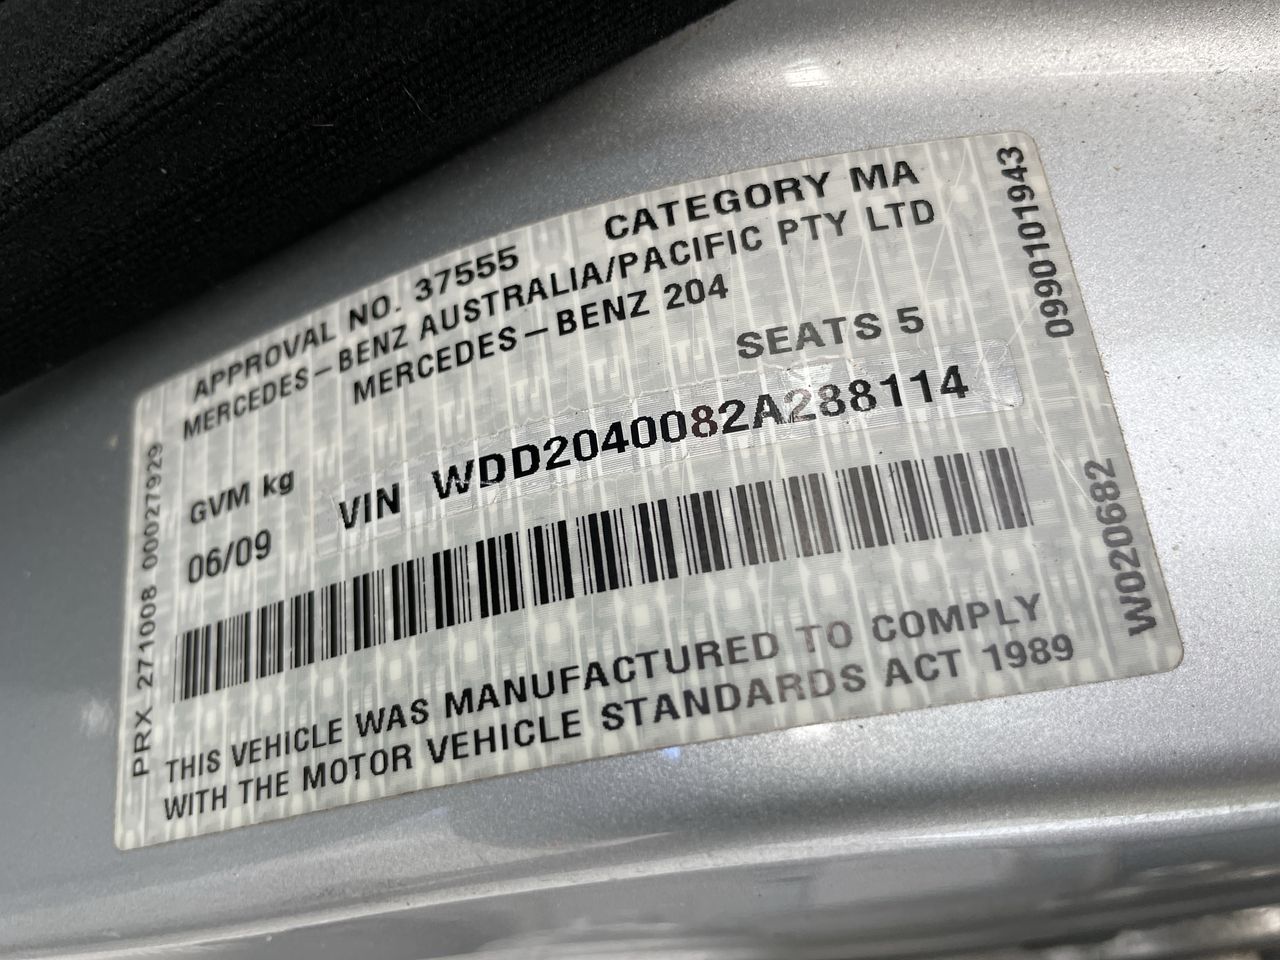 APPROVAL NO. 37555 CATEGORY MA
MERCEDES-BENZ AUSTRALIA/PACIFIC PTY LTD
MERCEDES-BENZ 204
SEATS 5
GVM kg
VIN WDD2040082A288114
06/09
THIS VEHICLE WAS MANUFACTURED TO COMPLY
WITH THE MOTOR VEHICLE STANDARDS ACT 1989
PRX 271008 00027929
0990101943
W020682